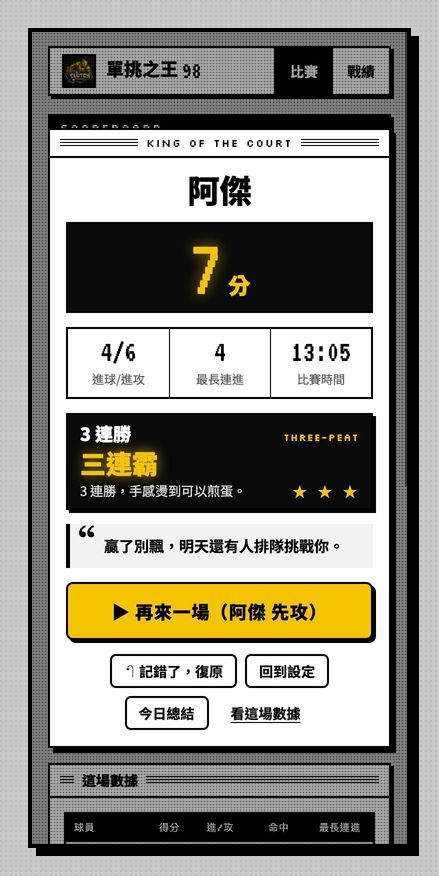 單挑之王 98
比賽
戰績
KING OF THE COURT
阿傑
7 分
4/6
進球/進攻
4
最長連進
13:05
比賽時間
3 連勝
THREE-PEAT
三連霸
3 連勝，手感燙到可以煎蛋。
★ ★ ★
“ 贏了別飄，明天還有人排隊挑戰你。
▶ 再來一場（阿傑 先攻）
↶ 記錯了，復原
回到設定
今日總結
看這場數據
這場數據
球員 得分 進/攻 命中 最長連進